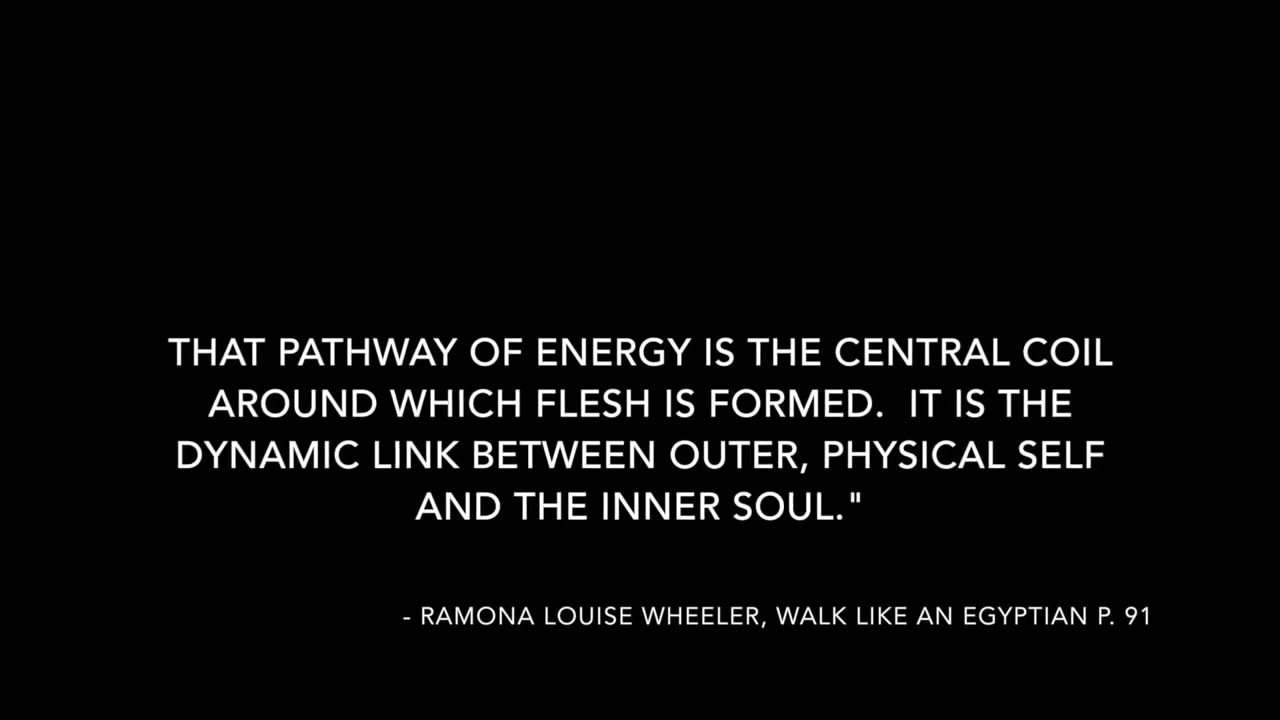 THAT PATHWAY OF ENERGY IS THE CENTRAL COIL
AROUND WHICH FLESH IS FORMED.  IT IS THE
DYNAMIC LINK BETWEEN OUTER, PHYSICAL SELF
AND THE INNER SOUL."
- RAMONA LOUISE WHEELER, WALK LIKE AN EGYPTIAN P. 91